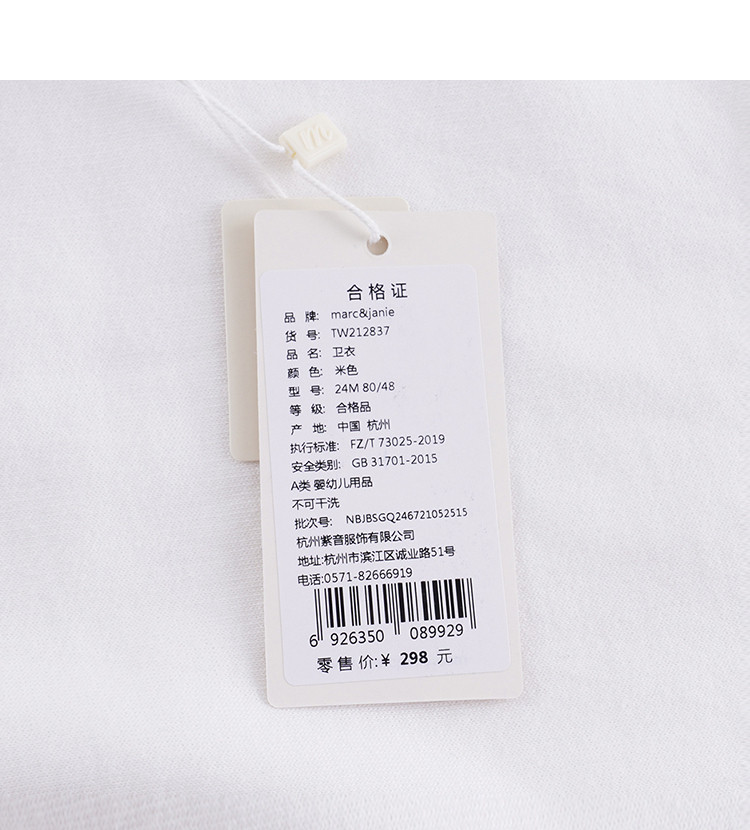 合格证
品 牌: marc&janie
货 号: TW212837
品 名: 卫衣
颜 色: 米色
型 号: 24M 80/48
等 级: 合格品
产 地: 中国 杭州
执行标准: FZ/T 73025-2019
安全类别: GB 31701-2015
A类 婴幼儿用品
不可干洗
批次号: NBJBSGQ246721052515
杭州紫音服饰有限公司
地址:杭州市滨江区诚业路51号
电话:0571-82666919
6 926350 089929
零售价:¥ 298 元